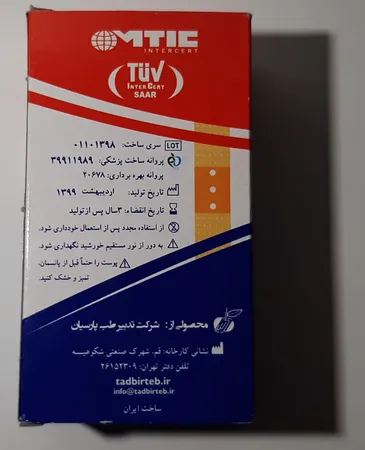 MTIC
INTERCERT
TÜV
INTERCERT
SAAR
LOT سری ساخت: ۰۱۱۰۱۳۹۸
پروانه ساخت پزشکی: ۳۹۹۱۱۹۸۹
پروانه بهره برداری: ۲۰۶۷۸
تاریخ تولید: اردیبهشت ۱۳۹۹
تاریخ انقضاء: ۳سال پس از تولید
از استفاده مجدد پس از استعمال خودداری شود.
به دور از نور مستقیم خورشید نگهداری شود.
پوست را حتماً قبل از پانسمان،
تمیز و خشک کنید.
محصولی از: شرکت تدبیر طب پارسیان
نشانی کارخانه: قم، شهرک صنعتی شکوهیه
تلفن دفتر تهران: ۲۶۱۵۲۳۰۹
tadbirteb.ir
info@tadbirteb.ir
ساخت ایران